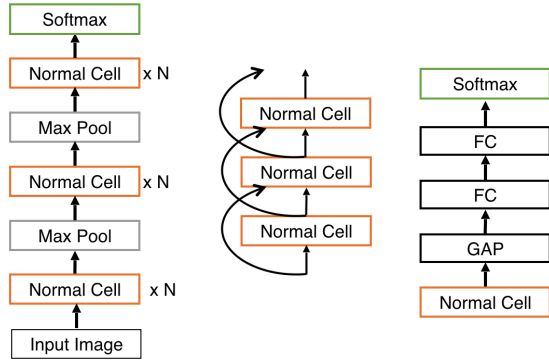 Softmax
Normal Cell x N
Max Pool
Normal Cell x N
Max Pool
Normal Cell x N
Input Image
Normal Cell
Normal Cell
Normal Cell
Softmax
FC
FC
GAP
Normal Cell